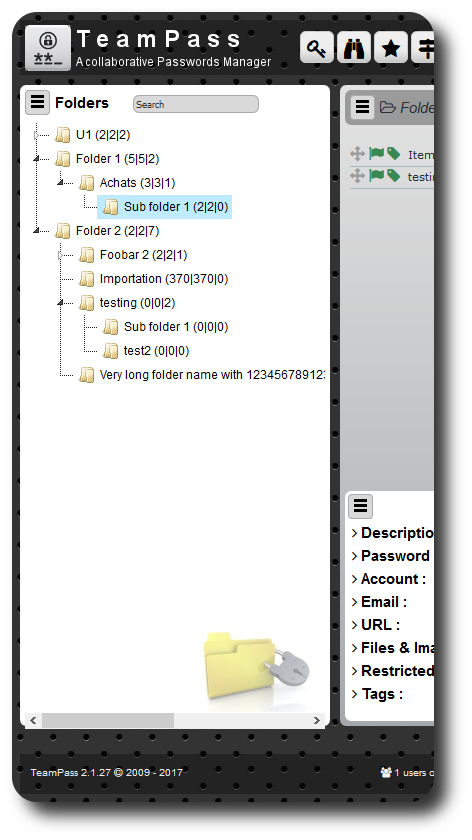 TeamPass
A collaborative Passwords Manager
Folders
Search
U1 (2|2|2)
Folder 1 (5|5|2)
Achats (3|3|1)
Sub folder 1 (2|2|0)
Folder 2 (2|2|7)
Foobar 2 (2|2|1)
Importation (370|370|0)
testing (0|0|2)
Sub folder 1 (0|0|0)
test2 (0|0|0)
Very long folder name with 12345678912
Folde
Item
testin
Descriptio
Password
Account :
Email :
URL :
Files & Ima
Restricted
Tags :
TeamPass 2.1.27 © 2009 - 2017
1 users o